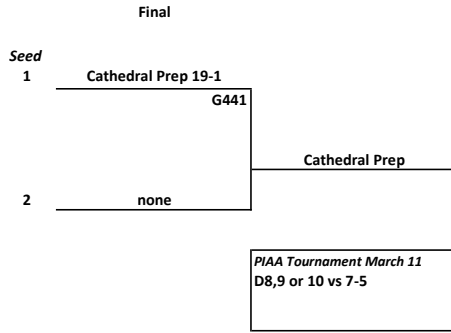 Final
Seed
1 Cathedral Prep 19-1
G441
Cathedral Prep
2 none
PIAA Tournament March 11
D8,9 or 10 vs 7-5